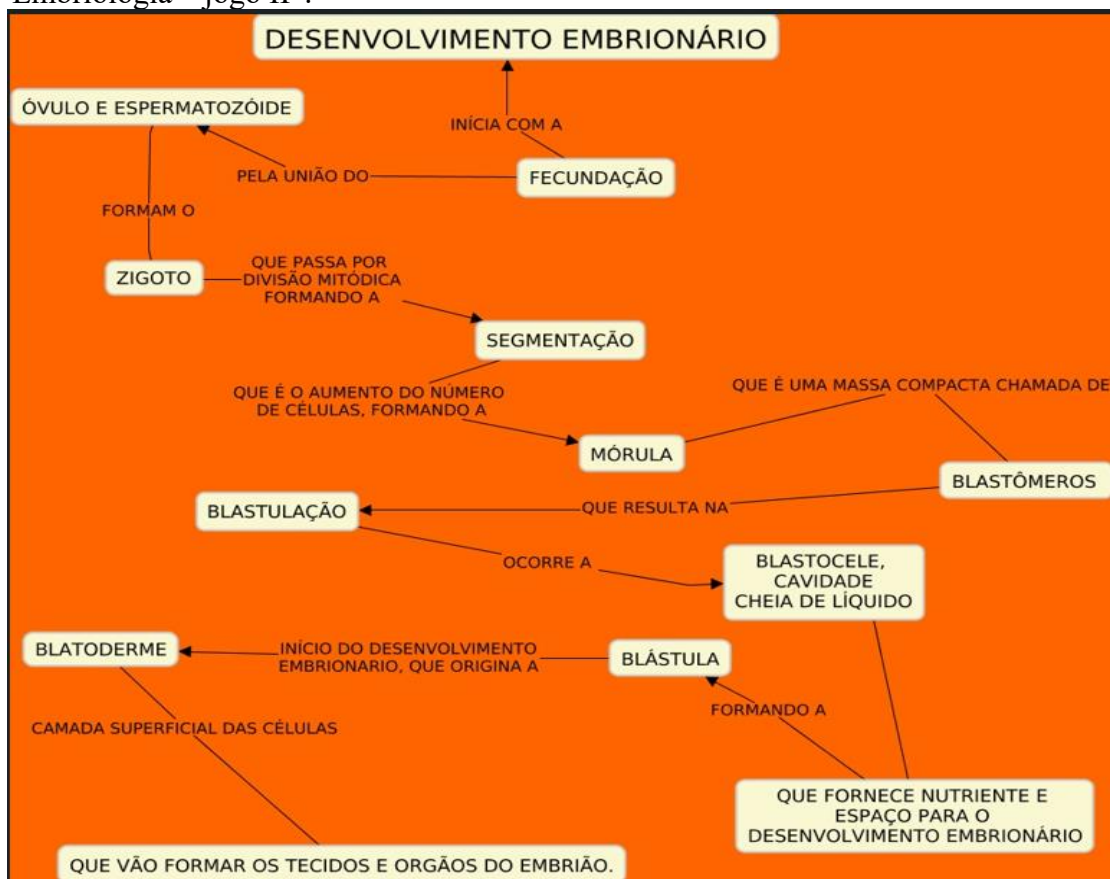 Embriologia – jogo II".
DESENVOLVIMENTO EMBRIONÁRIO
ÓVULO E ESPERMATOZÓIDE
INÍCIA COM A
PELA UNIÃO DO
FECUNDAÇÃO
FORMAM O
ZIGOTO
QUE PASSA POR
DIVISÃO MITÓDICA
FORMANDO A
SEGMENTAÇÃO
QUE É O AUMENTO DO NÚMERO
DE CÉLULAS, FORMANDO A
MÓRULA
QUE É UMA MASSA COMPACTA CHAMADA DE
BLASTÔMEROS
QUE RESULTA NA
BLASTULAÇÃO
OCORRE A
BLASTOCELE,
CAVIDADE
CHEIA DE LÍQUIDO
QUE FORNECE NUTRIENTE E
ESPAÇO PARA O
DESENVOLVIMENTO EMBRIONÁRIO
FORMANDO A
BLÁSTULA
INÍCIO DO DESENVOLVIMENTO
EMBRIONARIO, QUE ORIGINA A
BLATODERME
CAMADA SUPERFICIAL DAS CÉLULAS
QUE VÃO FORMAR OS TECIDOS E ORGÃOS DO EMBRIÃO.